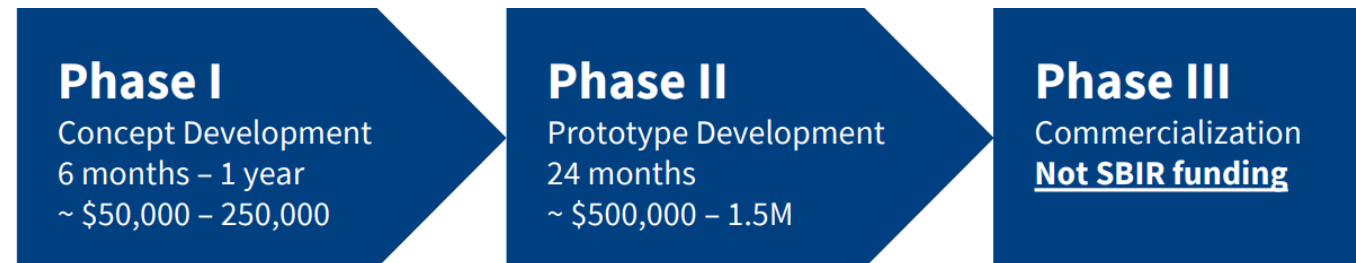 Phase I
Concept Development
6 months – 1 year
~ $50,000 – 250,000
Phase II
Prototype Development
24 months
~ $500,000 – 1.5M
Phase III
Commercialization
Not SBIR funding